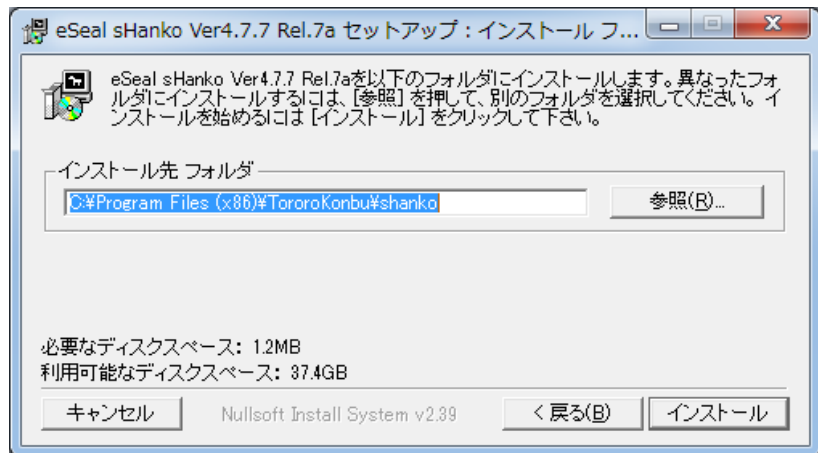 eSeal sHanko Ver4.7.7 Rel.7a セットアップ：インストール フ...
eSeal sHanko Ver4.7.7 Rel.7aを以下のフォルダにインストールします。異なったフォ
ルダにインストールするには、[参照] を押して、別のフォルダを選択してください。 イ
ンストールを始めるには [インストール] をクリックして下さい。
インストール先 フォルダ
C:¥Program Files (x86)¥TororoKonbu¥shanko
参照(R)...
必要なディスクスペース: 1.2MB
利用可能なディスクスペース: 37.4GB
キャンセル
Nullsoft Install System v2.39
< 戻る(B)
インストール